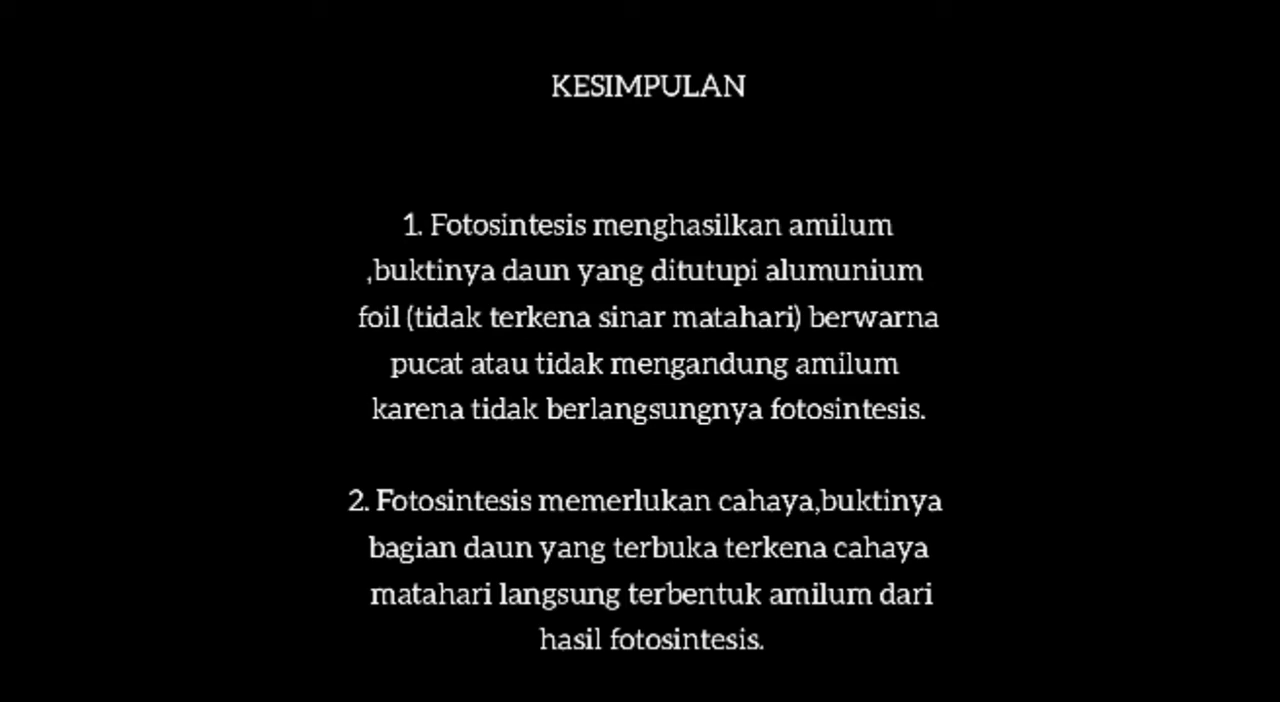 KESIMPULAN
1. Fotosintesis menghasilkan amilum
,buktinya daun yang ditutupi alumunium
foil (tidak terkena sinar matahari) berwarna
pucat atau tidak mengandung amilum
karena tidak berlangsungnya fotosintesis.
2. Fotosintesis memerlukan cahaya,buktinya
bagian daun yang terbuka terkena cahaya
matahari langsung terbentuk amilum dari
hasil fotosintesis.